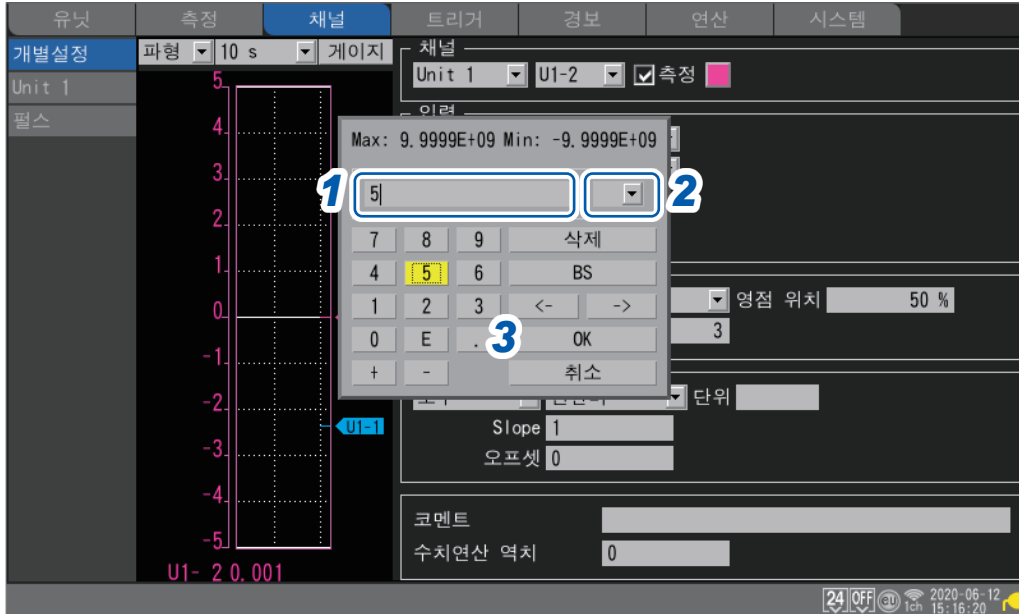 유닛 측정 채널 트리거 경보 연산 시스템
개별설정 파형 10 s 게이지
Unit 1
펄스
5
4
3
2
1
0
-1
-2
-3
-4
-5
U1-1
U1- 2 0.001
채널
Unit 1 U1-2 측정
입력
Max: 9.9999E+09 Min: -9.9999E+09
1 5 2
7 8 9 삭제
4 5 6 BS
1 2 3 <- ->
0 E . 3 OK
+ - 취소
영점 위치 50 %
3
단위
Slope 1
오프셋 0
코멘트
수치연산 역치 0
24 OFF eu 1ch 2020-06-12
15:16:20